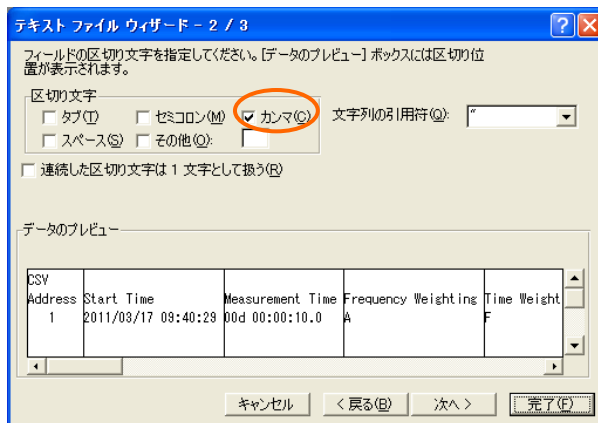 テキスト ファイル ウィザード - 2 / 3
フィールドの区切り文字を指定してください。[データのプレビュー] ボックスには区切り位
置が表示されます。
区切り文字
タブ(T) セミコロン(M) カンマ(C) 文字列の引用符(Q): "
スペース(S) その他(O):
連続した区切り文字は 1 文字として扱う(R)
データのプレビュー
CSV
Address Start Time Measurement Time Frequency Weighting Time Weight
1 2011/03/17 09:40:29 00d 00:00:10.0 A F
キャンセル < 戻る(B) 次へ > 完了(F)